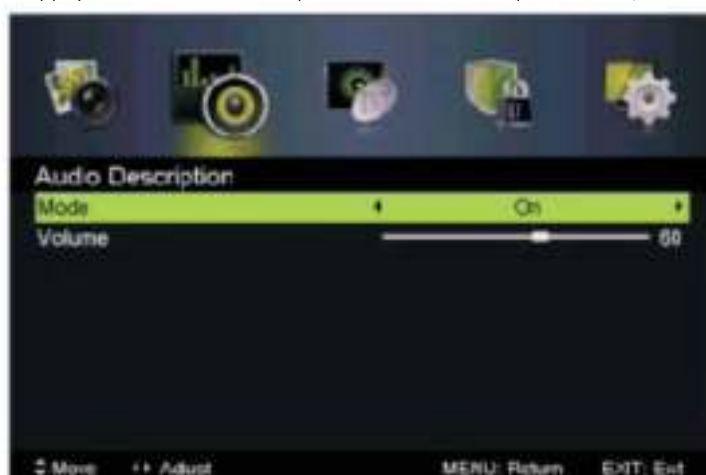 Audio Description
Mode On
Volume 60
Move Adjust MENU: Return EXIT: Exit